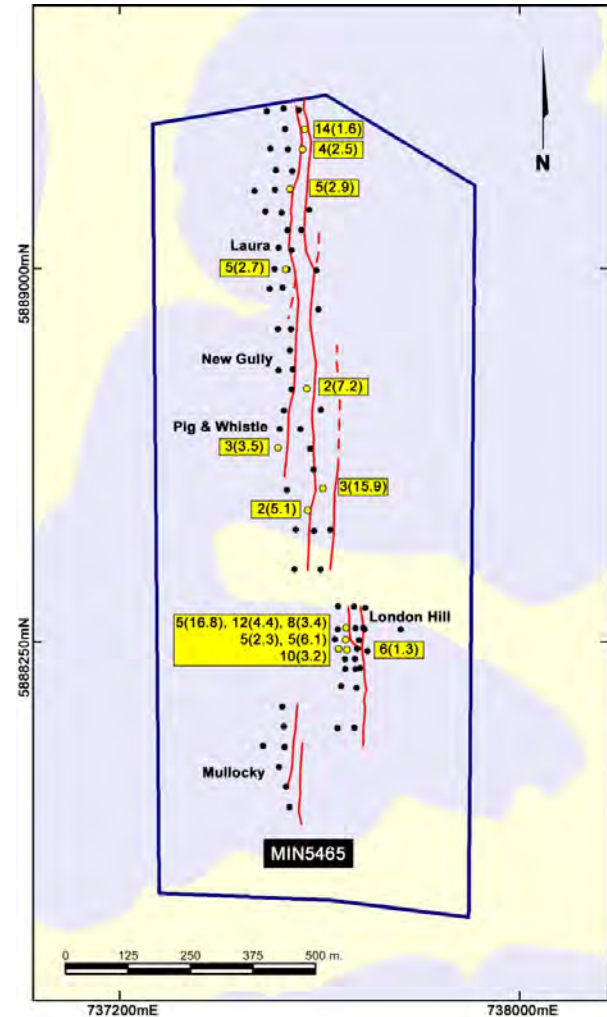 N
14(1.6)
4(2.5)
5(2.9)
Laura
5(2.7)
5889000mN
New Gully
2(7.2)
Pig & Whistle
3(3.5)
3(15.9)
2(5.1)
London Hill
5(16.8), 12(4.4), 8(3.4)
5(2.3), 5(6.1)
10(3.2)
6(1.3)
5888250mN
Mullocky
MIN5465
0 125 250 375 500 m.
737200mE 738000mE